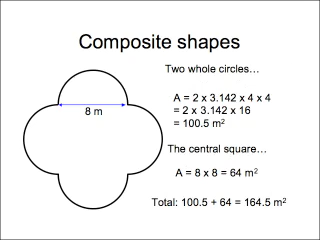 Composite shapes
Two whole circles…
A = 2 x 3.142 x 4 x 4
= 2 x 3.142 x 16
= 100.5 m²
8 m
The central square…
A = 8 x 8 = 64 m²
Total: 100.5 + 64 = 164.5 m²